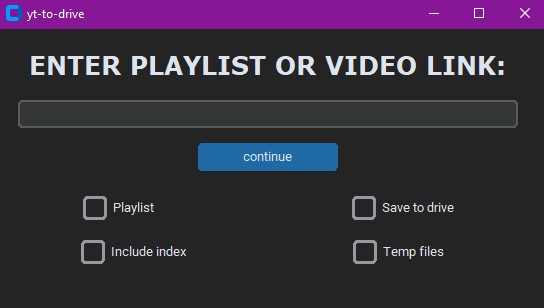 yt-to-drive
ENTER PLAYLIST OR VIDEO LINK:
continue
Playlist
Save to drive
Include index
Temp files